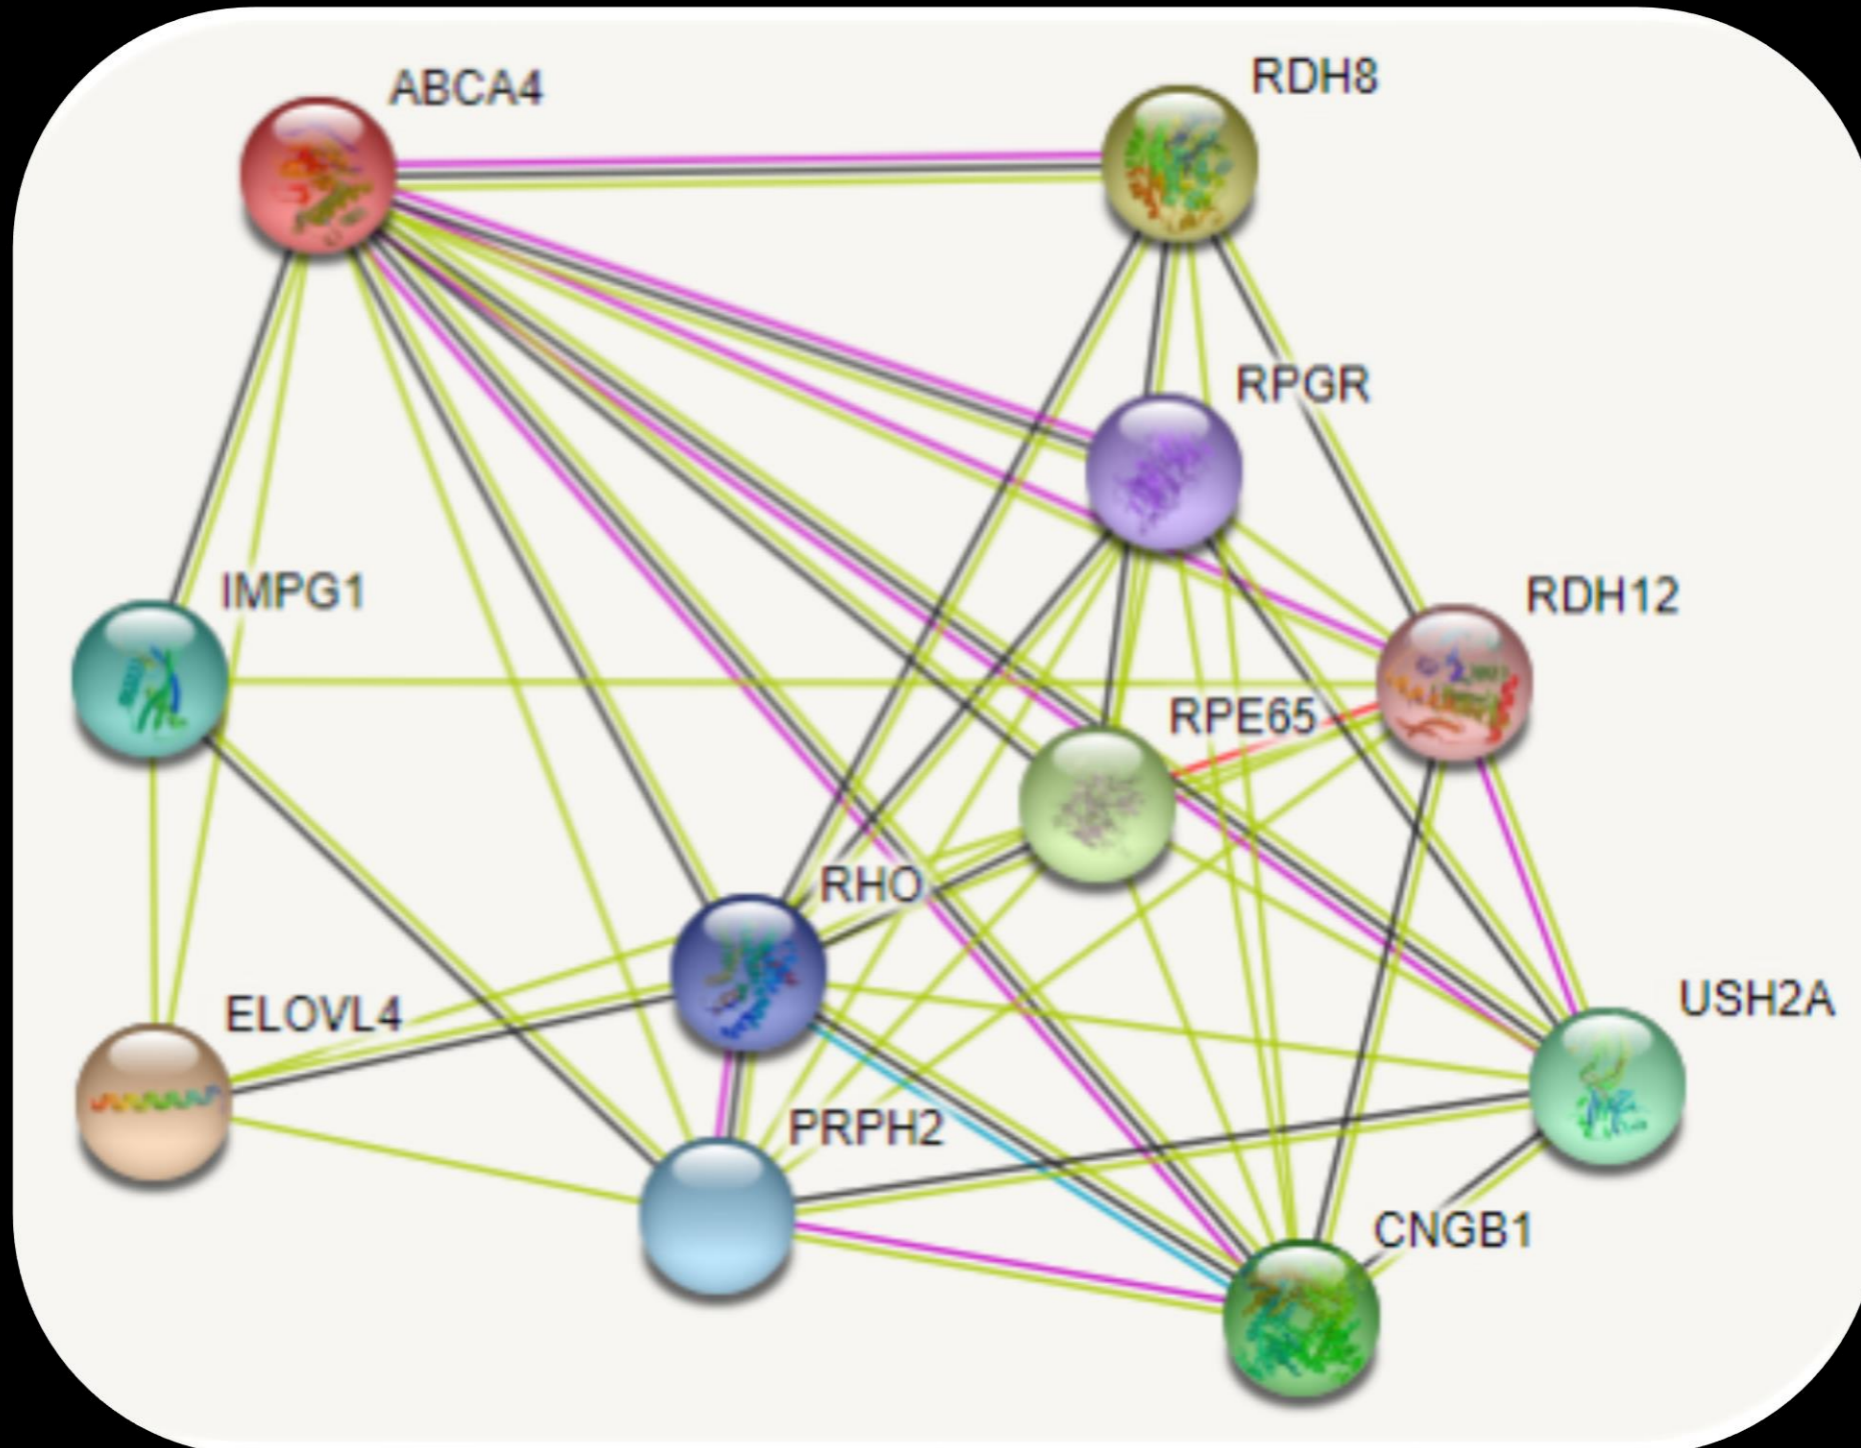 ABCA4
RDH8
RPGR
IMPG1
RDH12
RPE65
RHO
ELOVL4
USH2A
PRPH2
CNGB1